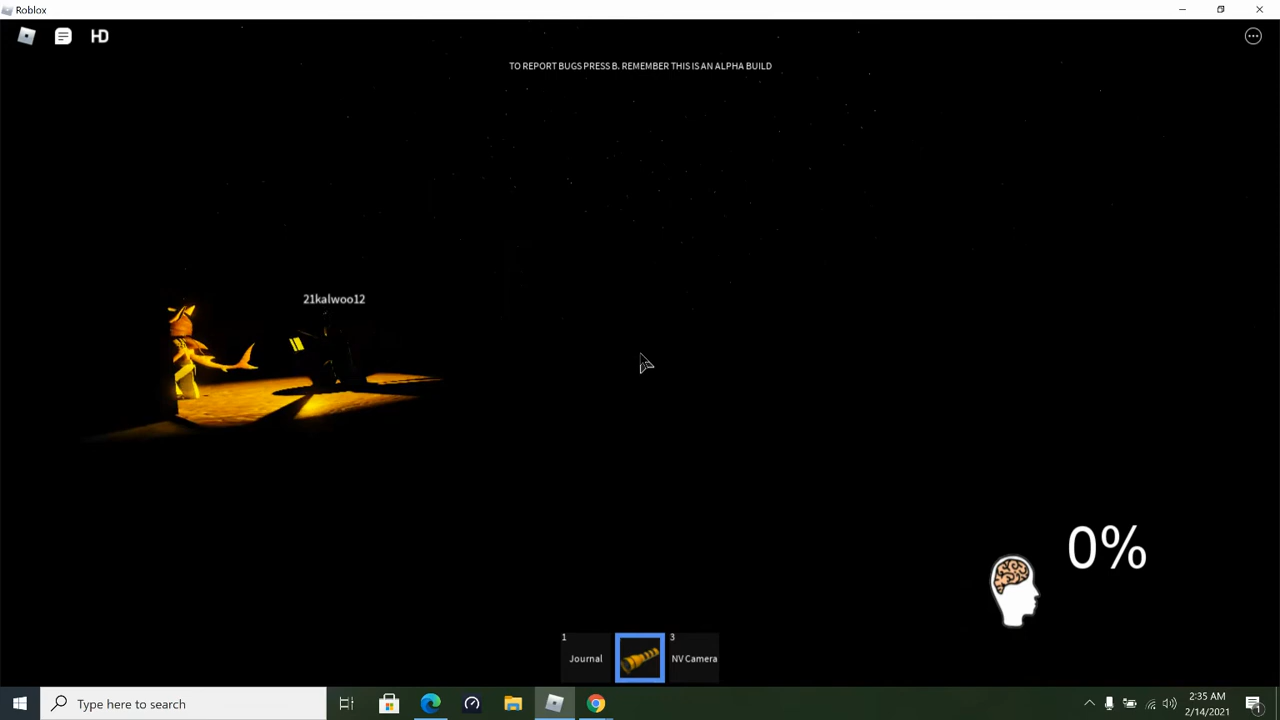 Roblox
HD
TO REPORT BUGS PRESS B. REMEMBER THIS IS AN ALPHA BUILD
21kalwoo12
0%
1
3
Journal
NV Camera
Type here to search
2:35 AM
2/14/2021
1